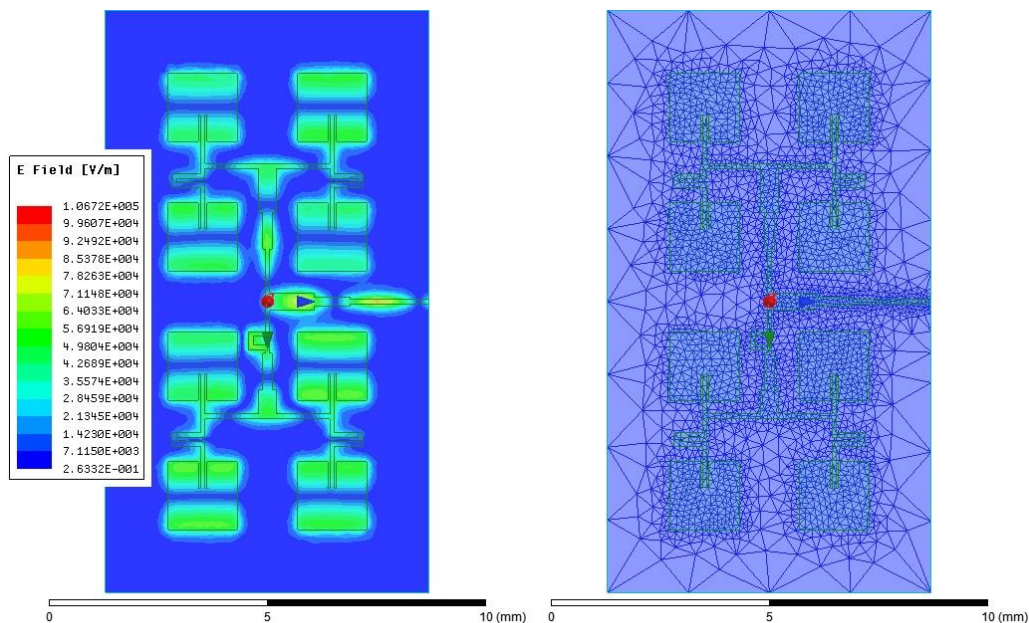 E Field [V/m]
1.0672E+005
9.9607E+004
9.2492E+004
8.5378E+004
7.8263E+004
7.1148E+004
6.4033E+004
5.6919E+004
4.9804E+004
4.2689E+004
3.5574E+004
2.8459E+004
2.1345E+004
1.4230E+004
7.1150E+003
2.6332E-001
0 5 10 (mm)
0 5 10 (mm)